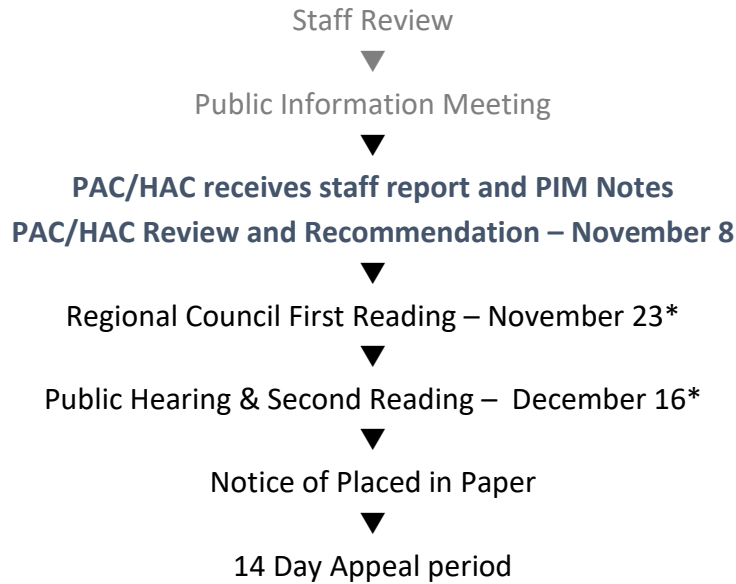 Staff Review
Public Information Meeting
PAC/HAC receives staff report and PIM Notes
PAC/HAC Review and Recommendation – November 8
Regional Council First Reading – November 23*
Public Hearing & Second Reading – December 16*
Notice of Placed in Paper
14 Day Appeal period